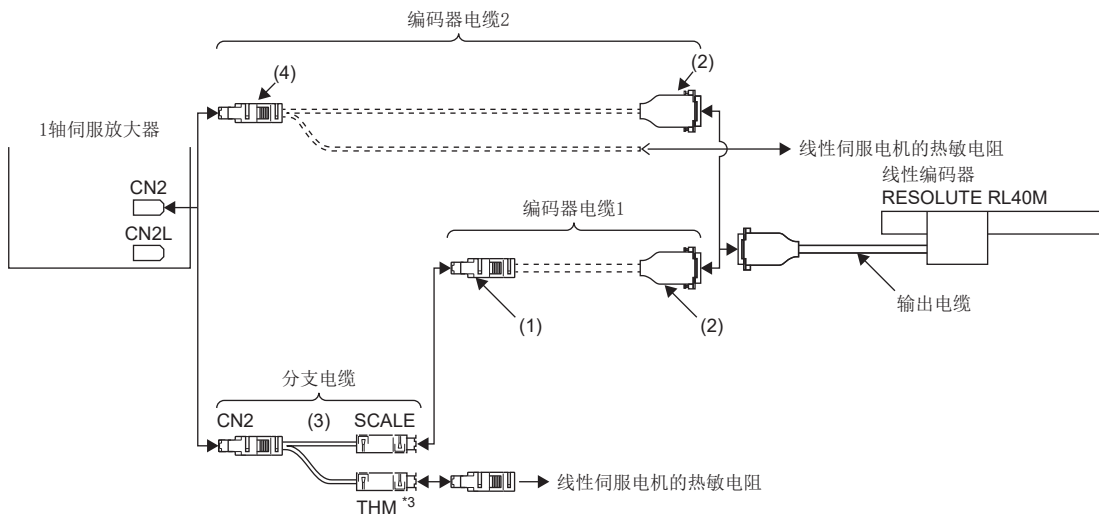 编码器电缆2
(4)
(2)
1轴伺服放大器
线性伺服电机的热敏电阻
线性编码器
RESOLUTE RL40M
CN2
编码器电缆1
CN2L
输出电缆
(1)
(2)
分支电缆
CN2
(3)
SCALE
线性伺服电机的热敏电阻
THM *3